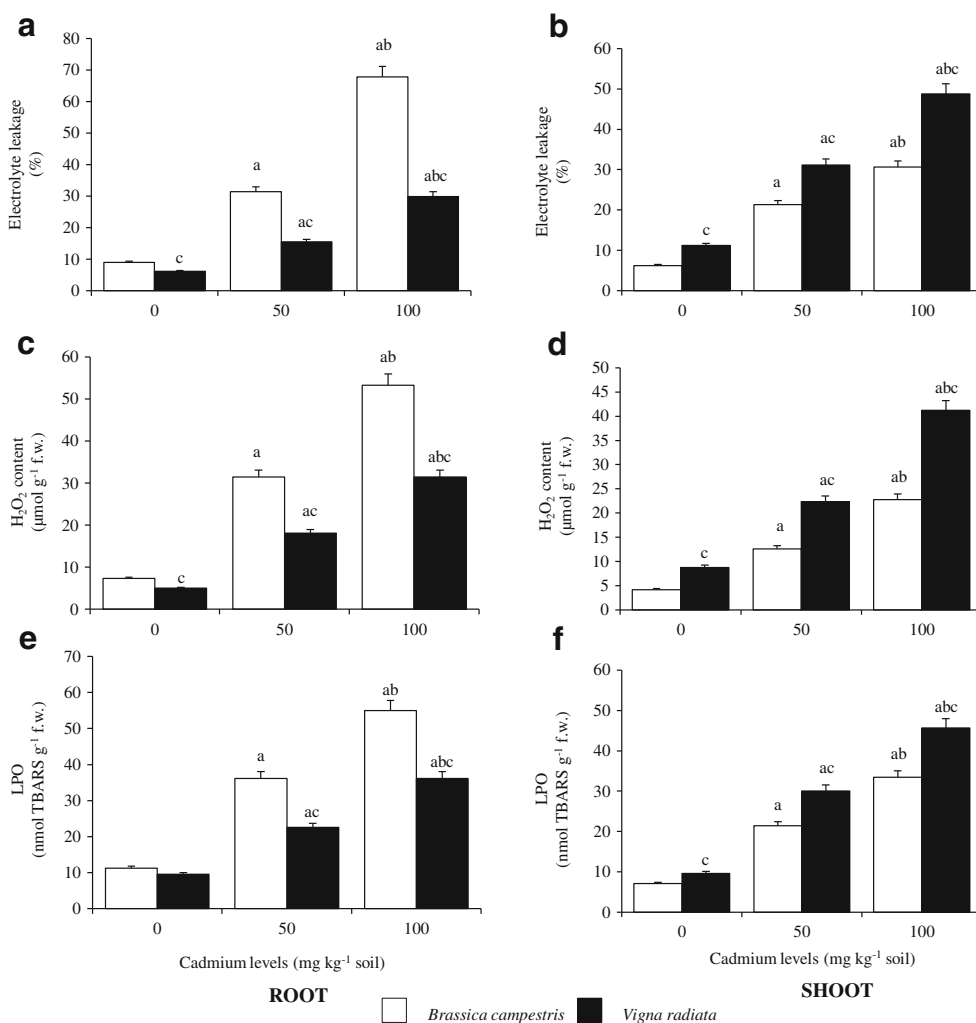 a
80
70
60
50
40
30
20
10
0
Electrolyte leakage
(%)
c
a
ac
ab
abc
0
50
100
b
60
50
40
30
20
10
0
Electrolyte leakage
(%)
c
a
ac
ab
abc
0
50
100
c
60
50
40
30
20
10
0
H₂O₂ content
(µmol g⁻¹ f.w.)
c
a
ac
ab
abc
0
50
100
d
50
45
40
35
30
25
20
15
10
5
0
H₂O₂ content
(µmol g⁻¹ f.w.)
c
a
ac
ab
abc
0
50
100
e
70
60
50
40
30
20
10
0
LPO
(nmol TBARS g⁻¹ f.w.)
a
ac
ab
abc
0
50
100
Cadmium levels (mg kg⁻¹ soil)
ROOT
f
60
50
40
30
20
10
0
LPO
(nmol TBARS g⁻¹ f.w.)
c
a
ac
ab
abc
0
50
100
Cadmium levels (mg kg⁻¹ soil)
SHOOT
Brassica campestris
Vigna radiata